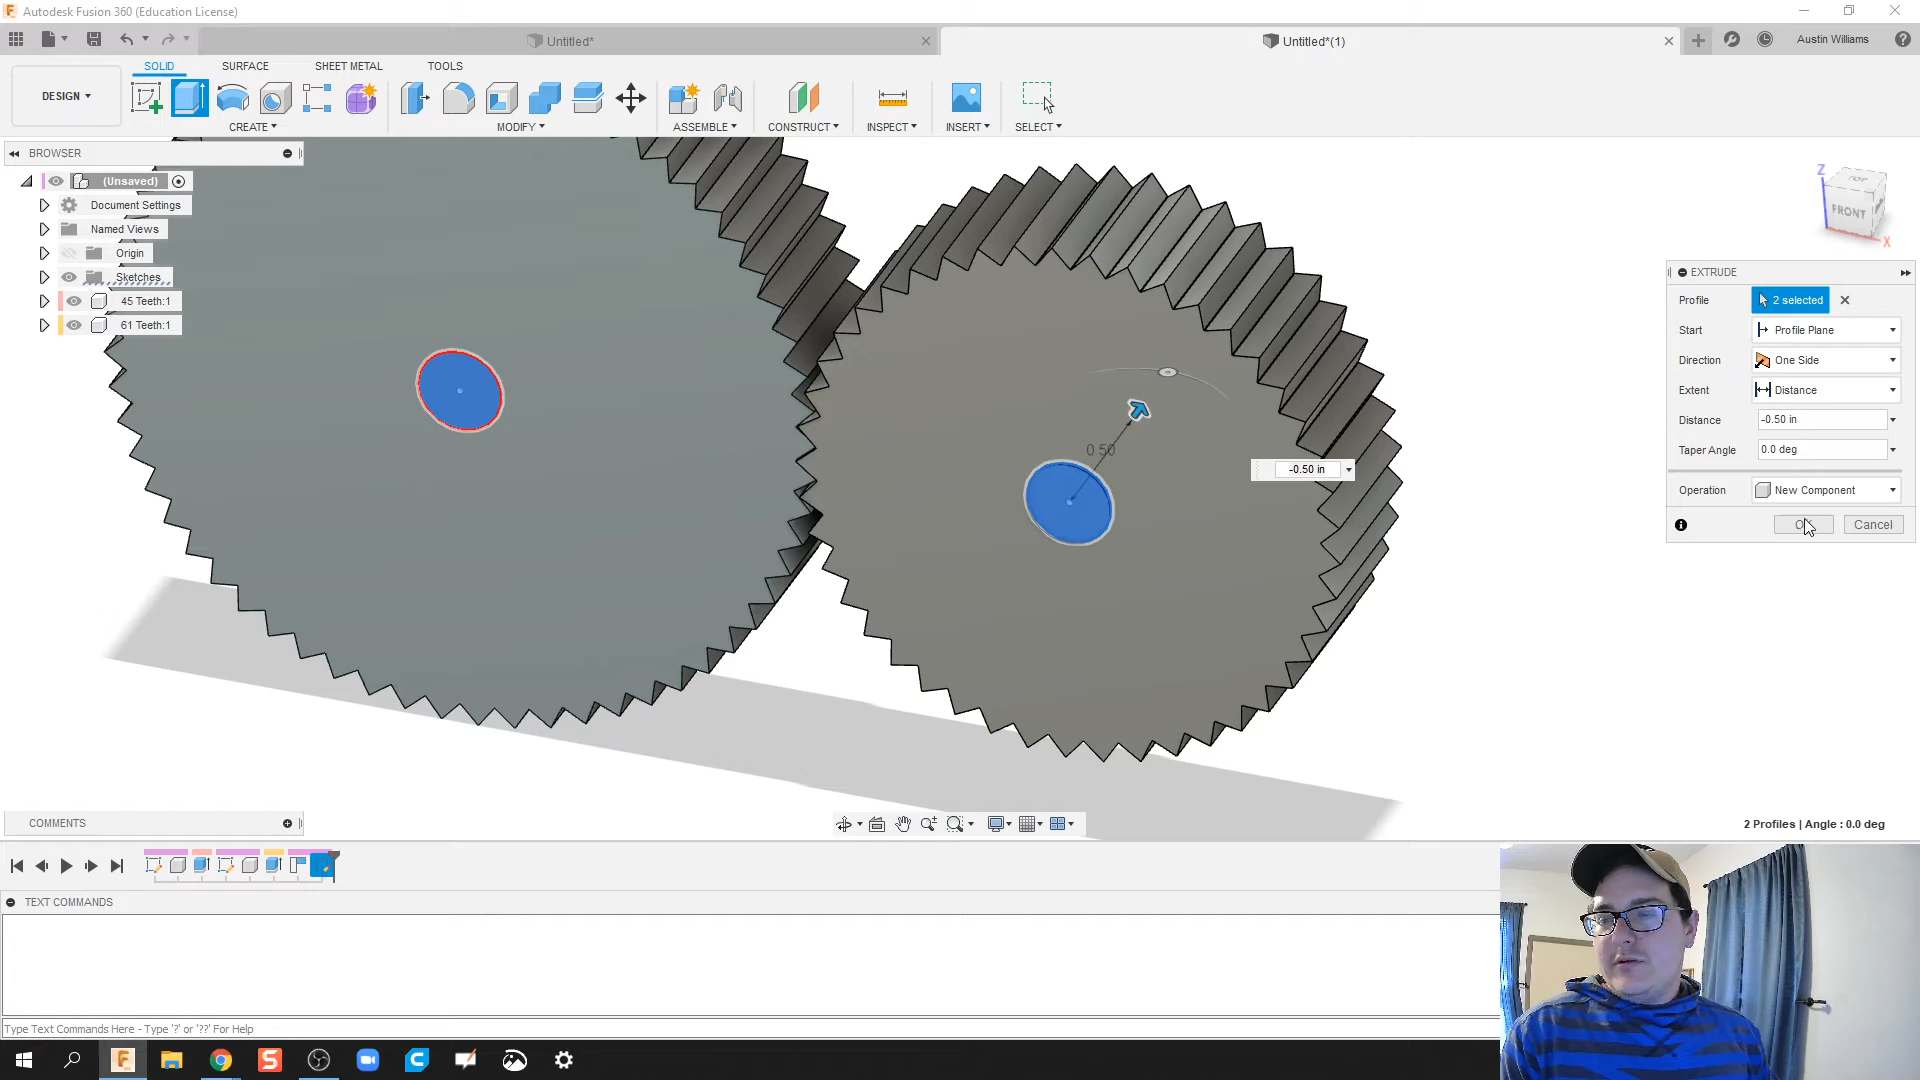 Autodesk Fusion 360 (Education License)
Untitled*
Untitled*(1)
Austin Williams
SOLID
SURFACE
SHEET METAL
TOOLS
DESIGN
CREATE
MODIFY
ASSEMBLE
CONSTRUCT
INSPECT
INSERT
SELECT
BROWSER
(Unsaved)
Document Settings
Named Views
Origin
Sketches
45 Teeth:1
61 Teeth:1
Z
TOP
FRONT
X
0.50
-0.50 in
EXTRUDE
Profile 2 selected
Start Profile Plane
Direction One Side
Extent Distance
Distance -0.50 in
Taper Angle 0.0 deg
Operation New Component
Cancel
COMMENTS
2 Profiles | Angle : 0.0 deg
TEXT COMMANDS
Type Text Commands Here - Type '?' or '??' For Help